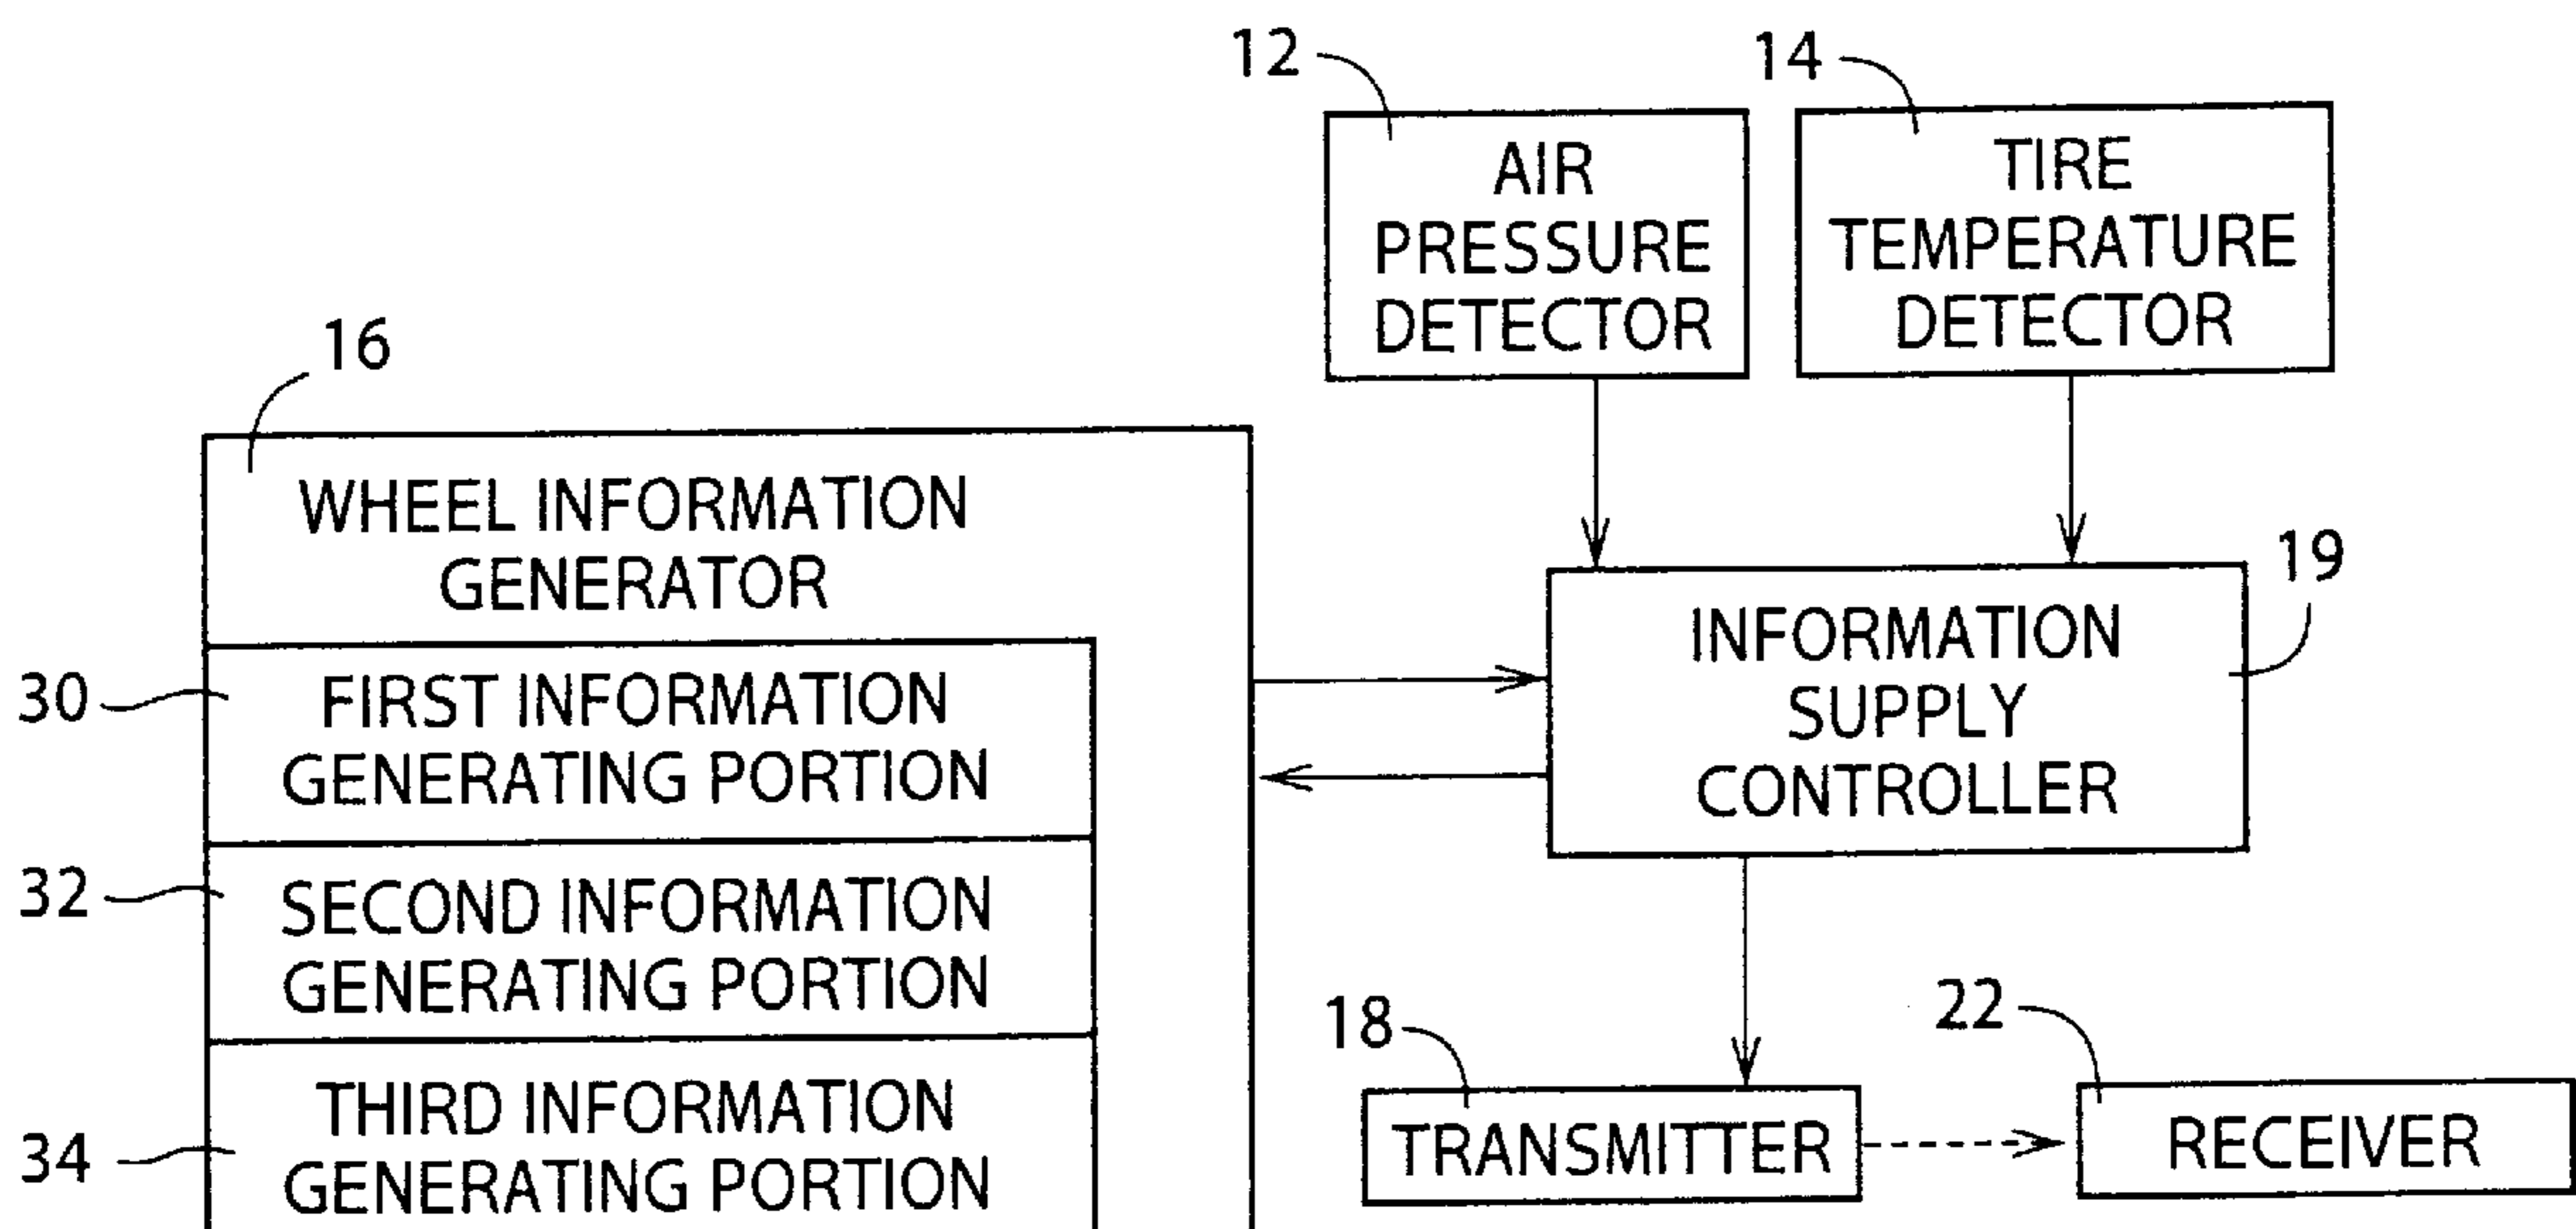 12
14
AIR
PRESSURE
DETECTOR
TIRE
TEMPERATURE
DETECTOR
16
WHEEL INFORMATION
GENERATOR
19
INFORMATION
SUPPLY
CONTROLLER
30
FIRST INFORMATION
GENERATING PORTION
32
SECOND INFORMATION
GENERATING PORTION
34
THIRD INFORMATION
GENERATING PORTION
18
TRANSMITTER
22
RECEIVER